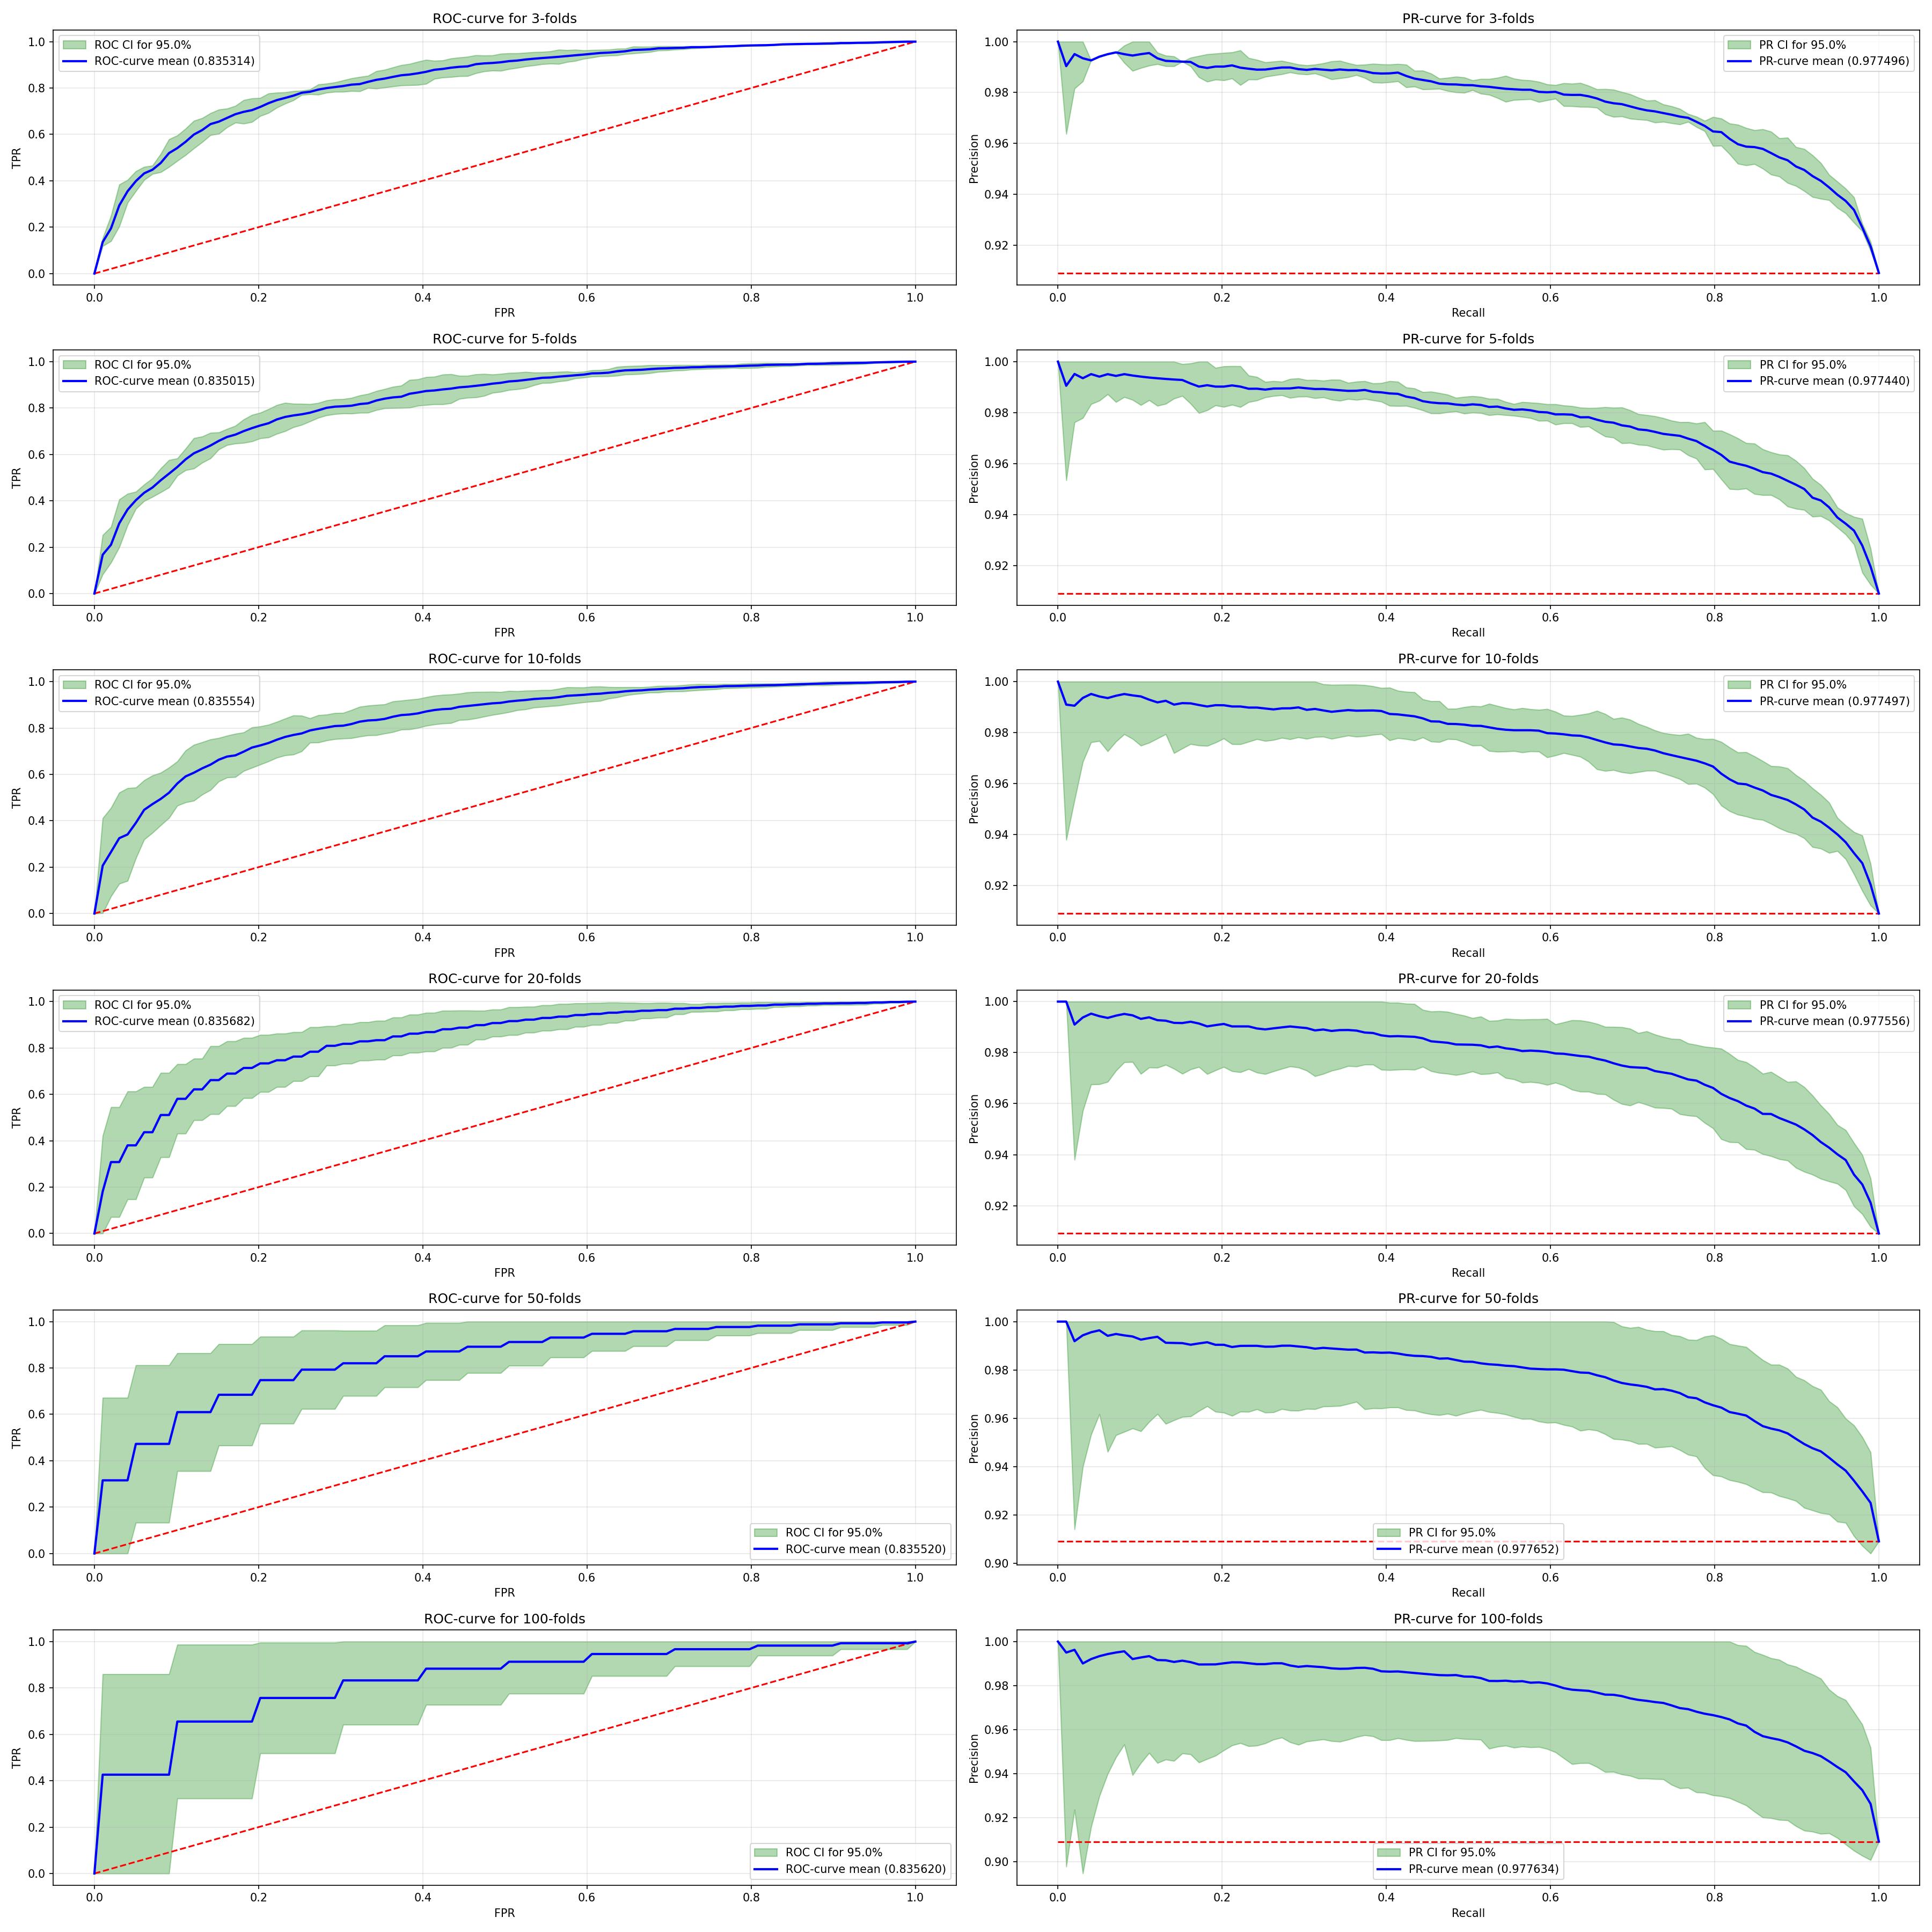 ROC-curve for 3-folds
ROC CI for 95.0%
ROC-curve mean (0.835314)
TPR
1.0
0.8
0.6
0.4
0.2
0.0
0.0 0.2 0.4 0.6 0.8 1.0
FPR
PR-curve for 3-folds
PR CI for 95.0%
PR-curve mean (0.977496)
Precision
1.00
0.98
0.96
0.94
0.92
0.0 0.2 0.4 0.6 0.8 1.0
Recall
ROC-curve for 5-folds
ROC CI for 95.0%
ROC-curve mean (0.835015)
TPR
1.0
0.8
0.6
0.4
0.2
0.0
0.0 0.2 0.4 0.6 0.8 1.0
FPR
PR-curve for 5-folds
PR CI for 95.0%
PR-curve mean (0.977440)
Precision
1.00
0.98
0.96
0.94
0.92
0.0 0.2 0.4 0.6 0.8 1.0
Recall
ROC-curve for 10-folds
ROC CI for 95.0%
ROC-curve mean (0.835554)
TPR
1.0
0.8
0.6
0.4
0.2
0.0
0.0 0.2 0.4 0.6 0.8 1.0
FPR
PR-curve for 10-folds
PR CI for 95.0%
PR-curve mean (0.977497)
Precision
1.00
0.98
0.96
0.94
0.92
0.0 0.2 0.4 0.6 0.8 1.0
Recall
ROC-curve for 20-folds
ROC CI for 95.0%
ROC-curve mean (0.835682)
TPR
1.0
0.8
0.6
0.4
0.2
0.0
0.0 0.2 0.4 0.6 0.8 1.0
FPR
PR-curve for 20-folds
PR CI for 95.0%
PR-curve mean (0.977556)
Precision
1.00
0.98
0.96
0.94
0.92
0.0 0.2 0.4 0.6 0.8 1.0
Recall
ROC-curve for 50-folds
TPR
1.0
0.8
0.6
0.4
0.2
0.0
ROC CI for 95.0%
ROC-curve mean (0.835520)
0.0 0.2 0.4 0.6 0.8 1.0
FPR
PR-curve for 50-folds
Precision
1.00
0.98
0.96
0.94
0.92
0.90
PR CI for 95.0%
PR-curve mean (0.977652)
0.0 0.2 0.4 0.6 0.8 1.0
Recall
ROC-curve for 100-folds
TPR
1.0
0.8
0.6
0.4
0.2
0.0
ROC CI for 95.0%
ROC-curve mean (0.835620)
0.0 0.2 0.4 0.6 0.8 1.0
FPR
PR-curve for 100-folds
Precision
1.00
0.98
0.96
0.94
0.92
0.90
PR CI for 95.0%
PR-curve mean (0.977634)
0.0 0.2 0.4 0.6 0.8 1.0
Recall